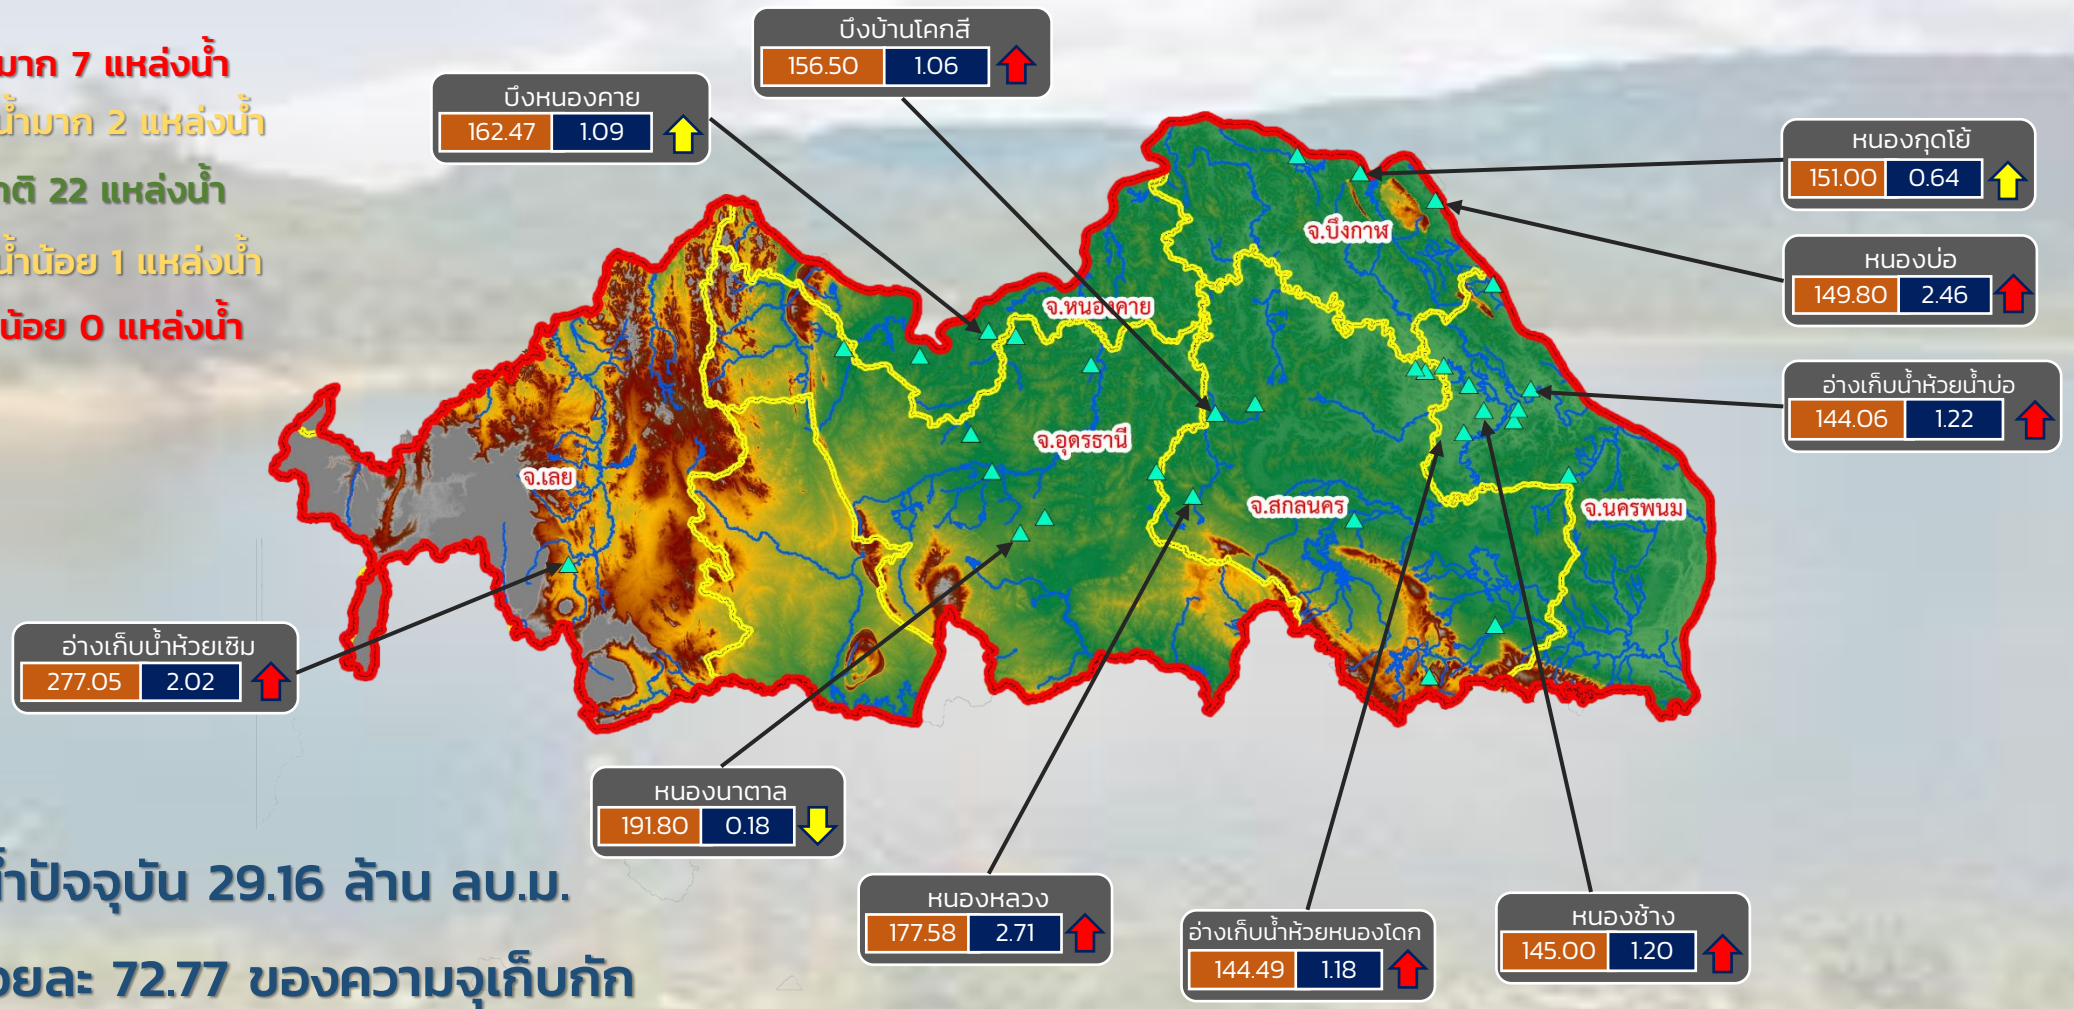 มาก 7 แหล่งน้ำ
น้ำมาก 2 แหล่งน้ำ
กติ 22 แหล่งน้ำ
น้ำน้อย 1 แหล่งน้ำ
น้อย 0 แหล่งน้ำ
บึงบ้านโคกสี
156.50 1.06
บึงหนองคาย
162.47 1.09
หนองกุดโย้
151.00 0.64
หนองบ่อ
149.80 2.46
อ่างเก็บน้ำห้วยน้ำบ่อ
144.06 1.22
จ.บึงกาฬ
จ.หนองคาย
จ.อุดรธานี
จ.เลย
จ.สกลนคร
จ.นครพนม
อ่างเก็บน้ำห้วยเซิม
277.05 2.02
หนองนาตาล
191.80 0.18
หนองหลวง
177.58 2.71
อ่างเก็บน้ำห้วยหนองโดก
144.49 1.18
หนองช้าง
145.00 1.20
น้ำปัจจุบัน 29.16 ล้าน ลบ.ม.
อยละ 72.77 ของความจุเก็บกัก